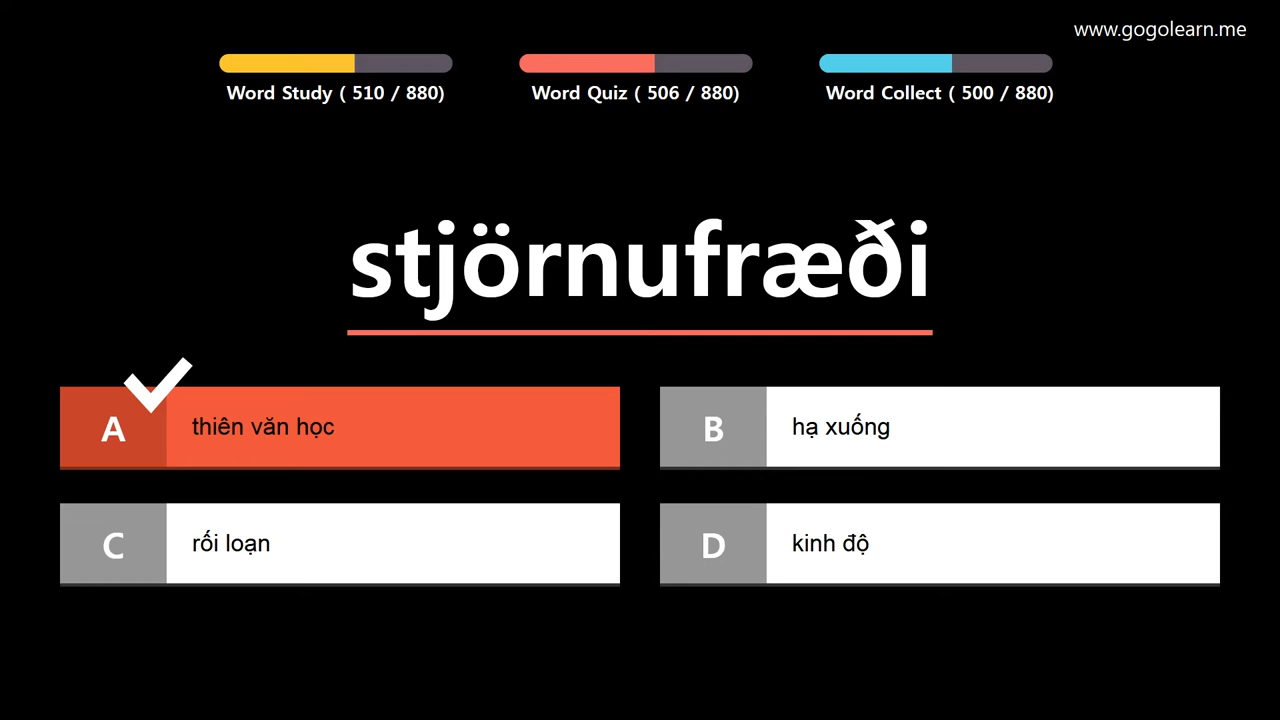 www.gogolearn.me
Word Study ( 510 / 880)
Word Quiz ( 506 / 880)
Word Collect ( 500 / 880)
stjörnufræði
A
thiên văn học
B
hạ xuống
C
rối loạn
D
kinh độ